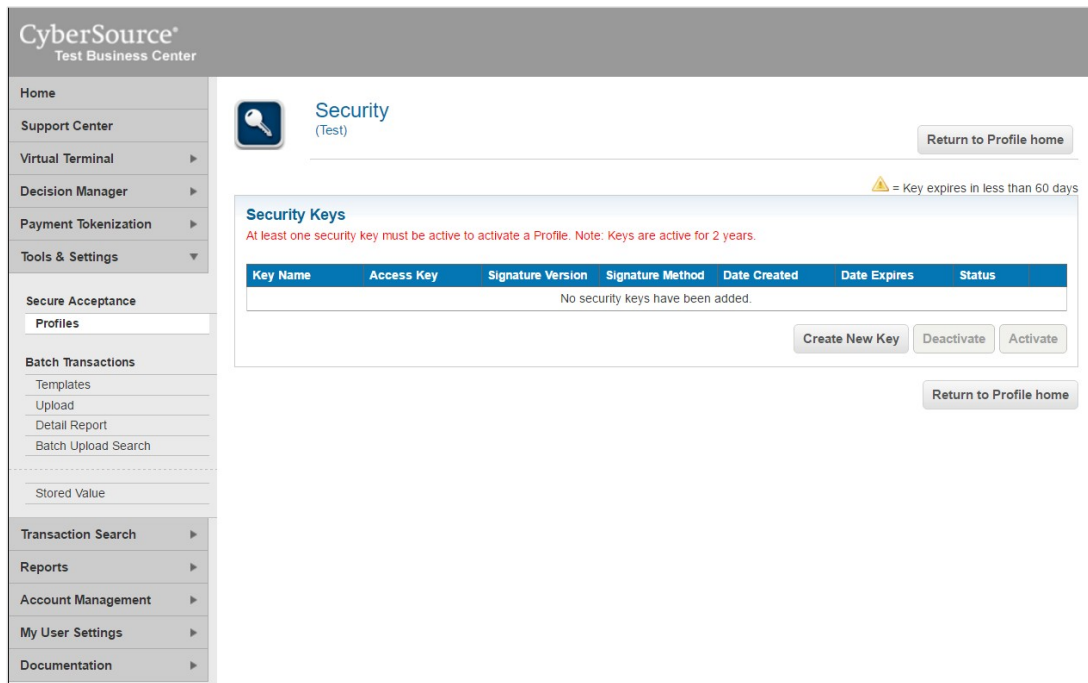 CyberSource®
Test Business Center
Home
Support Center
Virtual Terminal
Decision Manager
Payment Tokenization
Tools & Settings
Secure Acceptance
Profiles
Batch Transactions
Templates
Upload
Detail Report
Batch Upload Search
Stored Value
Transaction Search
Reports
Account Management
My User Settings
Documentation
Security
(Test)
Return to Profile home
= Key expires in less than 60 days
Security Keys
At least one security key must be active to activate a Profile. Note: Keys are active for 2 years.
Key Name Access Key Signature Version Signature Method Date Created Date Expires Status
No security keys have been added.
Create New Key Deactivate Activate
Return to Profile home